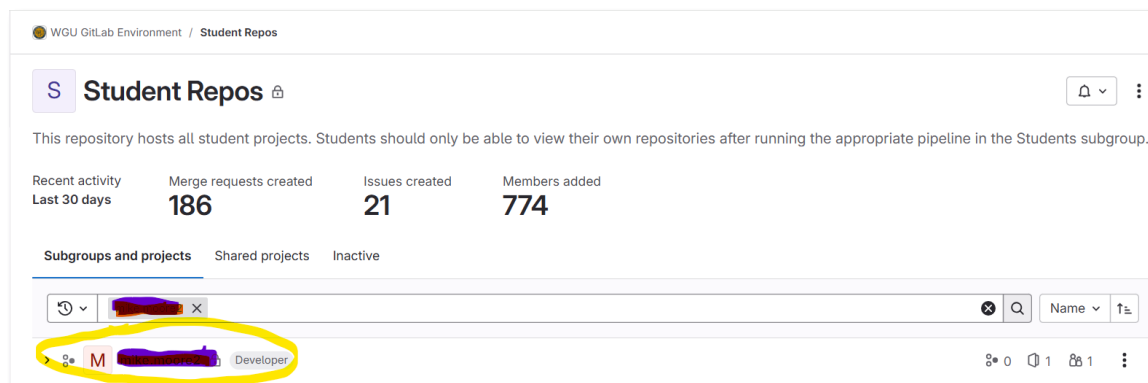 WGU GitLab Environment / Student Repos
S Student Repos
This repository hosts all student projects. Students should only be able to view their own repositories after running the appropriate pipeline in the Students subgroup.
Recent activity Merge requests created Issues created Members added
Last 30 days 186 21 774
Subgroups and projects Shared projects Inactive
Name
M Developer 0 1 1